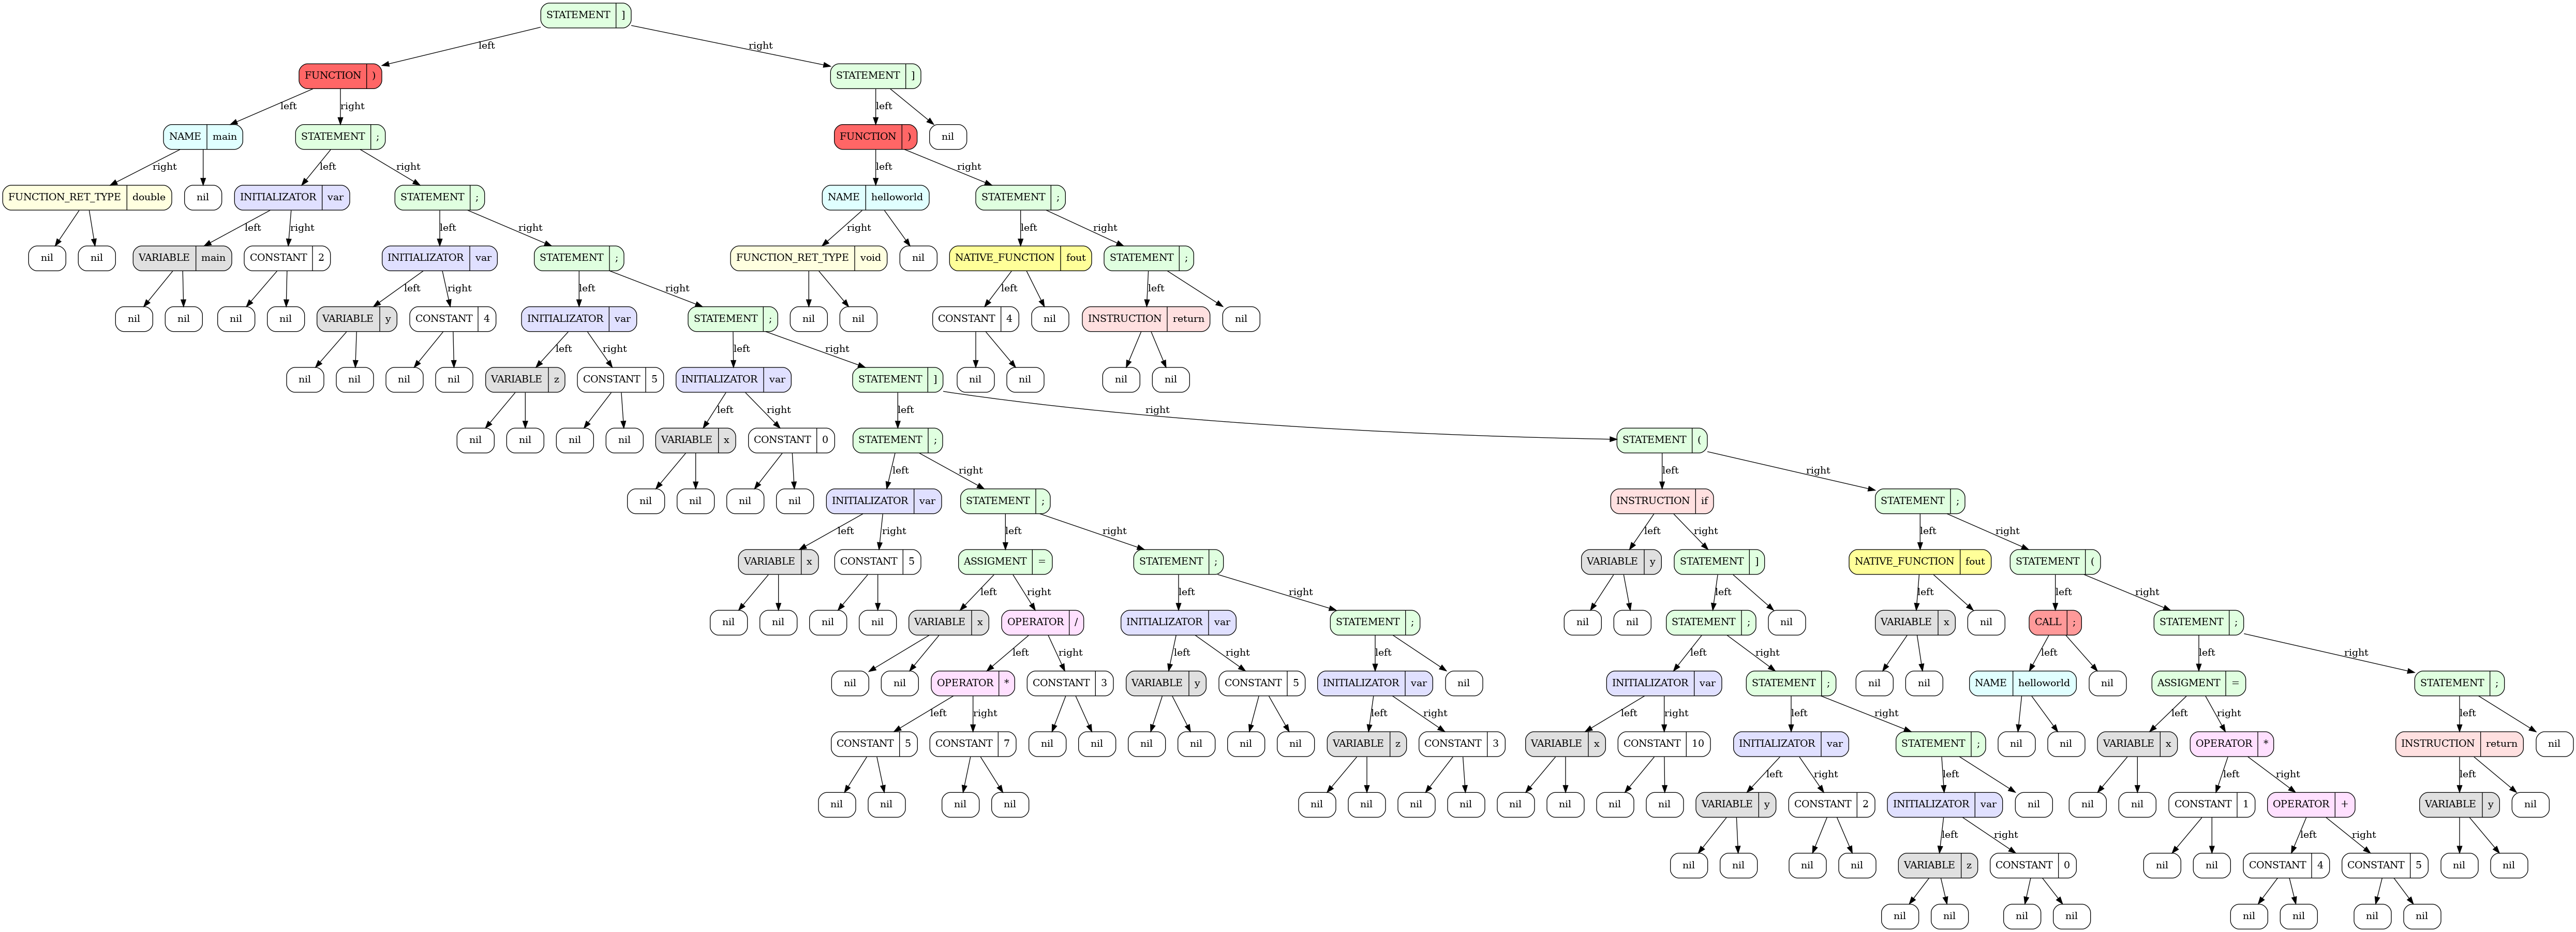 STATEMENT ]
left right
FUNCTION ) STATEMENT ]
left right left
NAME main STATEMENT ; FUNCTION ) nil
right left right left right
FUNCTION_RET_TYPE double nil INITIALIZATOR var STATEMENT ; NAME helloworld STATEMENT ;
left right left right right left right
nil nil VARIABLE main CONSTANT 2 INITIALIZATOR var STATEMENT ; FUNCTION_RET_TYPE void nil NATIVE_FUNCTION fout STATEMENT ;
left right left right left left
nil nil nil nil VARIABLE y CONSTANT 4 INITIALIZATOR var STATEMENT ; nil nil CONSTANT 4 nil INSTRUCTION return nil
left right left right
nil nil nil nil VARIABLE z CONSTANT 5 INITIALIZATOR var STATEMENT ] nil nil nil nil
left right left right
nil nil nil nil VARIABLE x CONSTANT 0 STATEMENT ; STATEMENT (
left right left right
nil nil nil nil INITIALIZATOR var STATEMENT ; INSTRUCTION if STATEMENT ;
left right left right left right left right
VARIABLE x CONSTANT 5 ASSIGMENT = STATEMENT ; VARIABLE y STATEMENT ] NATIVE_FUNCTION fout STATEMENT (
left right left right left left left right
nil nil nil nil VARIABLE x OPERATOR / INITIALIZATOR var STATEMENT ; nil nil STATEMENT ; nil VARIABLE x nil CALL ; STATEMENT ;
left right left right left left right left left right
nil nil OPERATOR * CONSTANT 3 VARIABLE y CONSTANT 5 INITIALIZATOR var nil INITIALIZATOR var STATEMENT ; nil nil NAME helloworld nil ASSIGMENT = STATEMENT ;
left right left right left right left right left right left
CONSTANT 5 CONSTANT 7 nil nil nil nil nil nil VARIABLE z CONSTANT 3 VARIABLE x CONSTANT 10 INITIALIZATOR var STATEMENT ; nil nil VARIABLE x OPERATOR * INSTRUCTION return nil
left right left left right left
nil nil nil nil nil nil nil nil nil nil nil nil VARIABLE y CONSTANT 2 INITIALIZATOR var nil nil nil CONSTANT 1 OPERATOR + VARIABLE y nil
left right left right
nil nil nil nil VARIABLE z CONSTANT 0 nil nil CONSTANT 4 CONSTANT 5 nil nil
nil nil nil nil nil nil nil nil